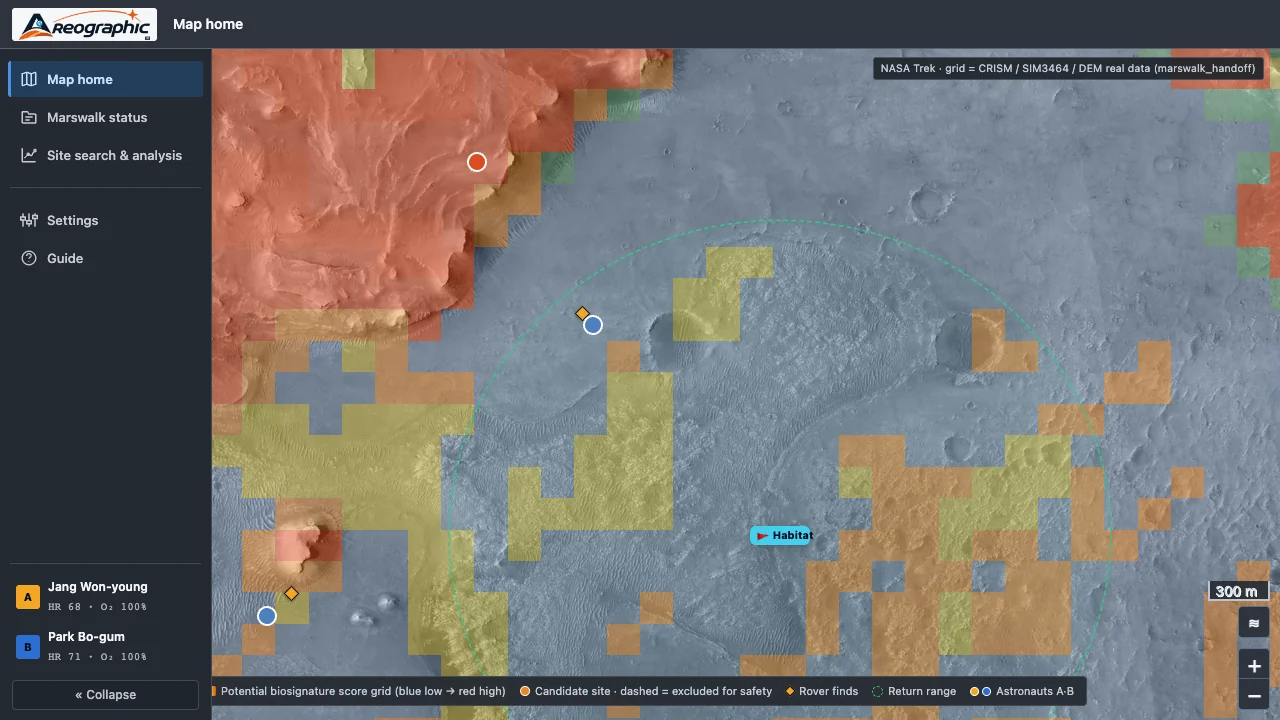 AREOGRAPHIC
Map home
NASA Trek · grid = CRISM / SIM3464 / DEM real data (marswalk_handoff)
Map home
Marswalk status
Site search & analysis
Settings
Guide
Habitat
A
Jang Won-young
HR 68 · O₂ 100%
B
Park Bo-gum
HR 71 · O₂ 100%
« Collapse
300 m
≋
+
−
Potential biosignature score grid (blue low → red high)
Candidate site · dashed = excluded for safety
Rover finds
Return range
Astronauts A·B